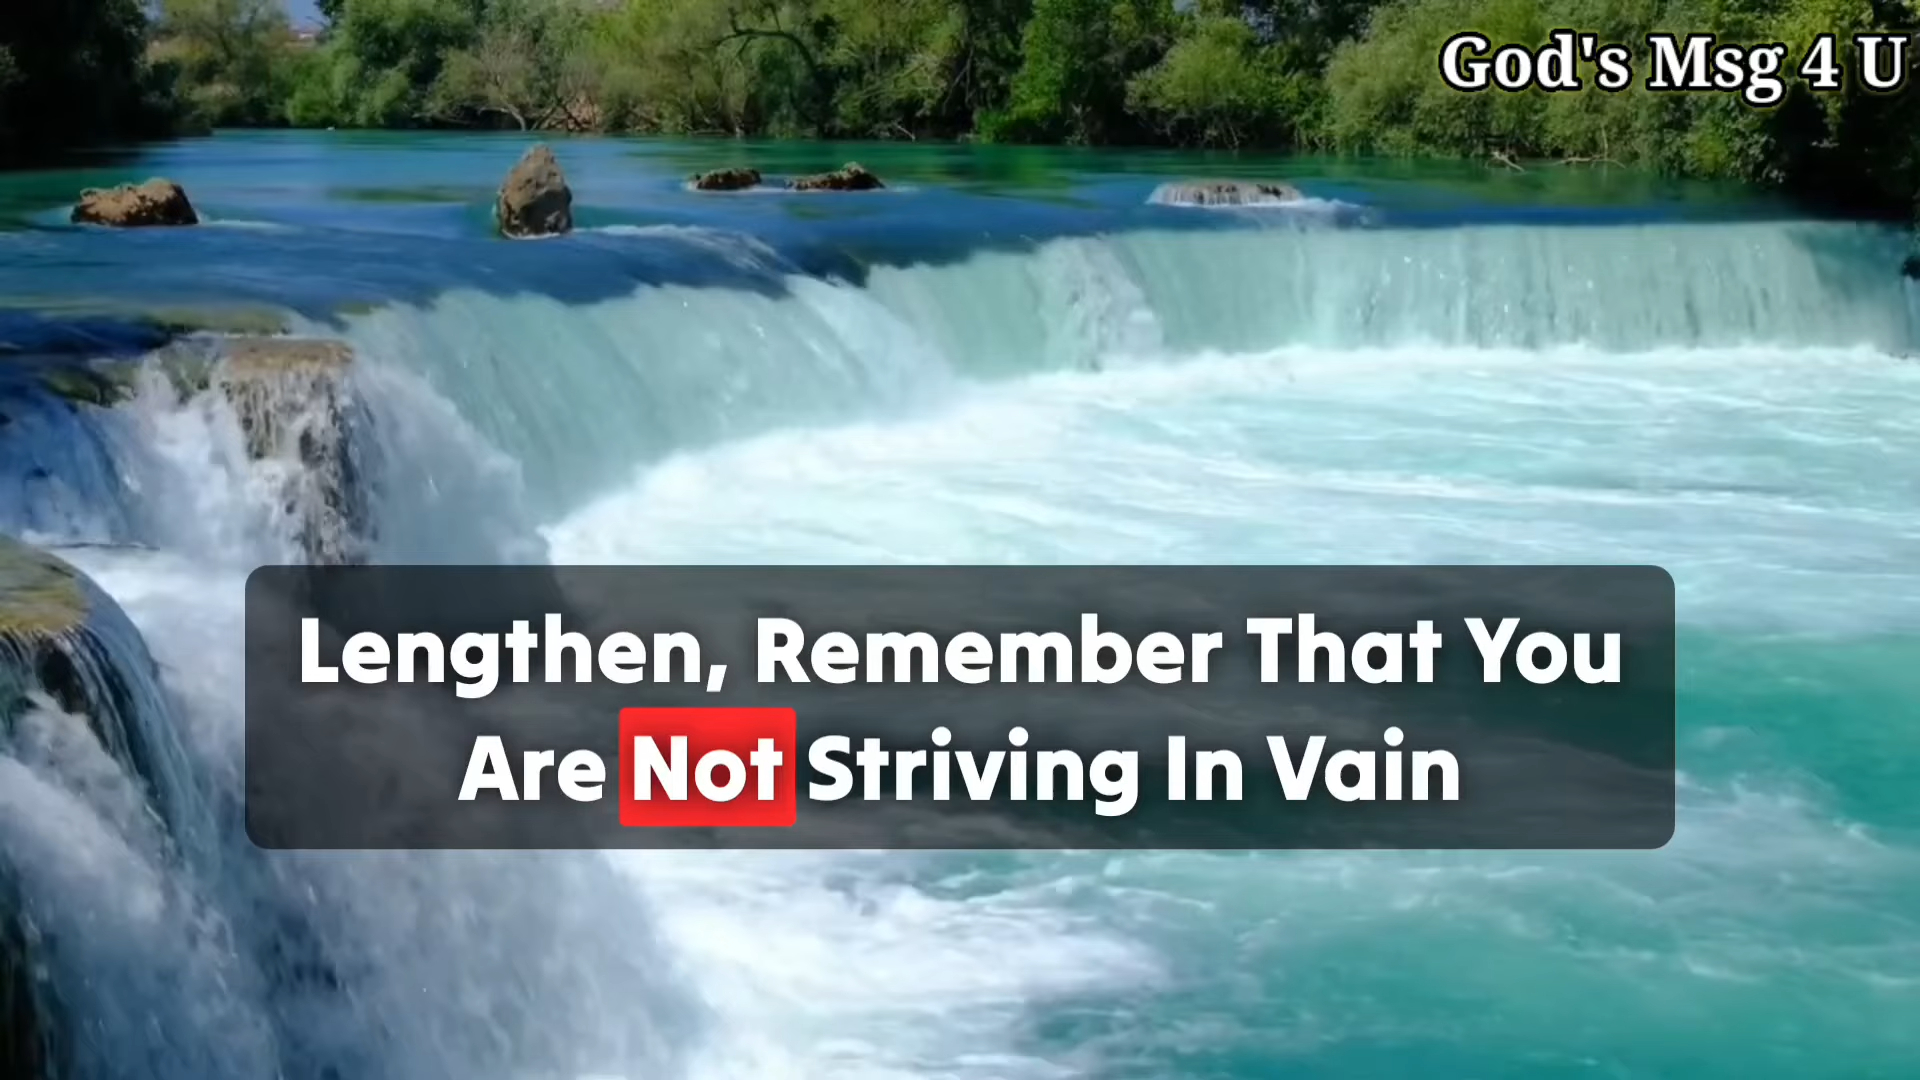 God's Msg 4 U
Lengthen, Remember That You
Are Not Striving In Vain